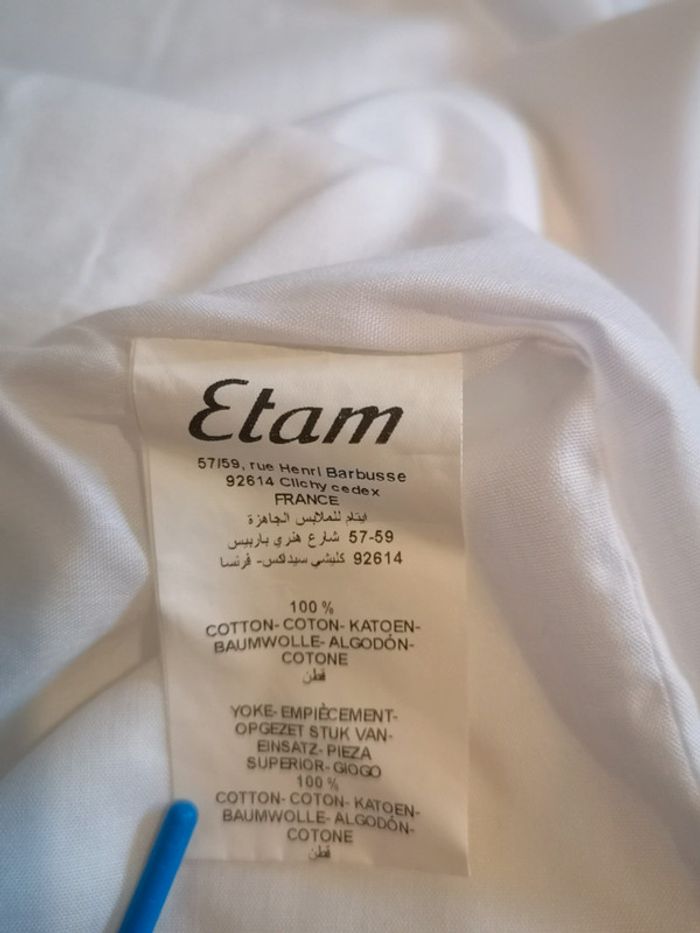 Etam
57/59, rue Henri Barbusse
92614 Clichy cedex
FRANCE
ايتام للملابس الجاهزة
57-59 شارع هنري باربيس
92614 كليشي سيداكس- فرنسا
100 %
COTTON- COTON- KATOEN-
BAUMWOLLE- ALGODÓN-
COTONE
قطن
YOKE- EMPIÈCEMENT-
OPGEZET STUK VAN-
EINSATZ- PIEZA
SUPERIOR- GIOGO
100 %
COTTON- COTON- KATOEN-
BAUMWOLLE- ALGODÓN-
COTONE
قطن